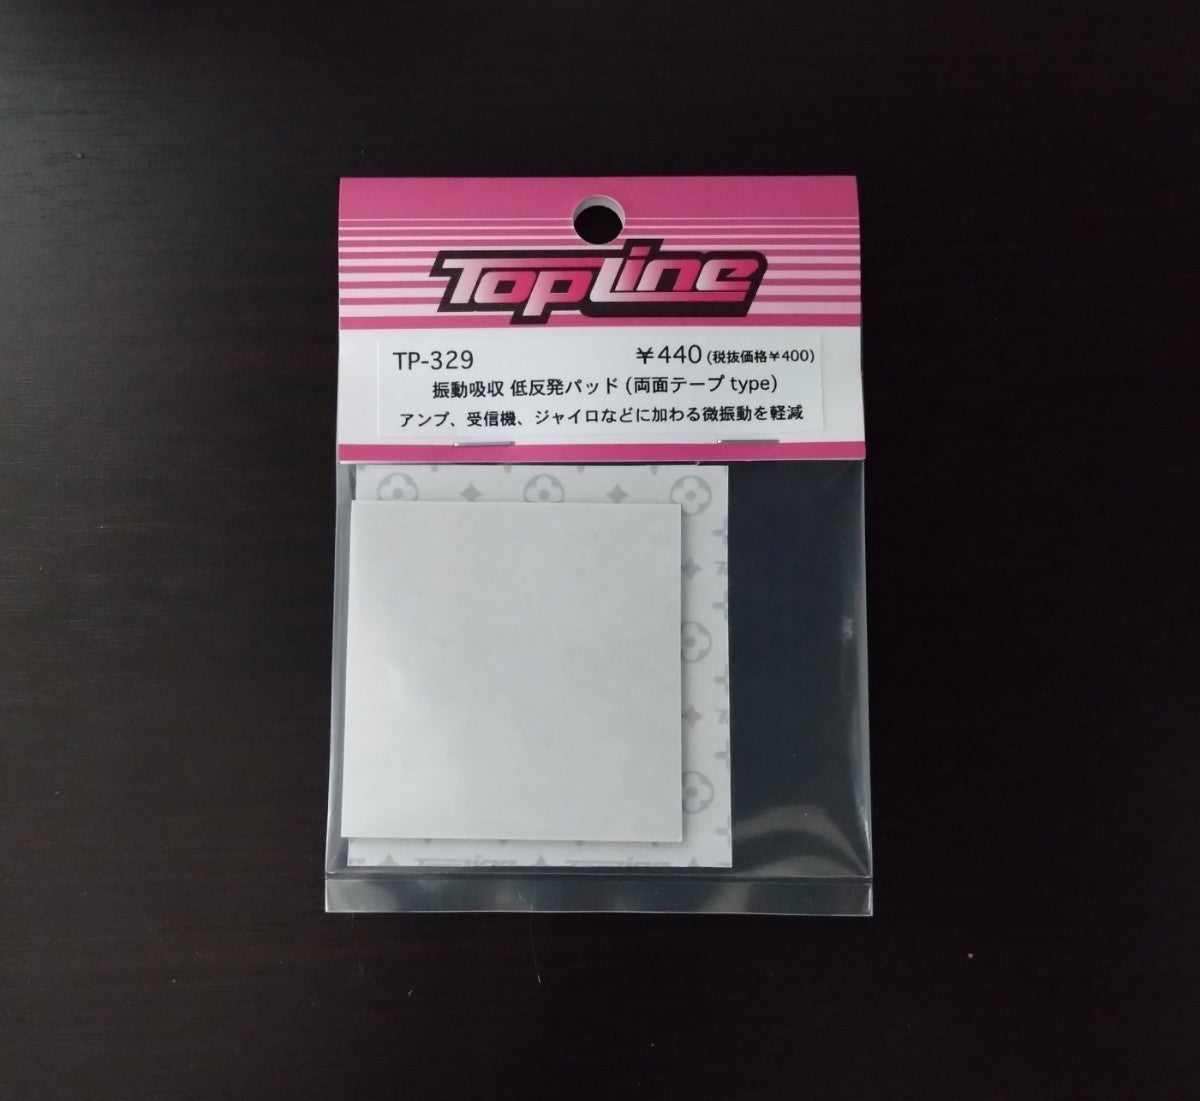 TopLine
TP-329 ￥440(税抜価格￥400)
振動吸収 低反発パッド(両面テープ type)
アンプ、受信機、ジャイロなどに加わる微振動を軽減
TopLine TopLine